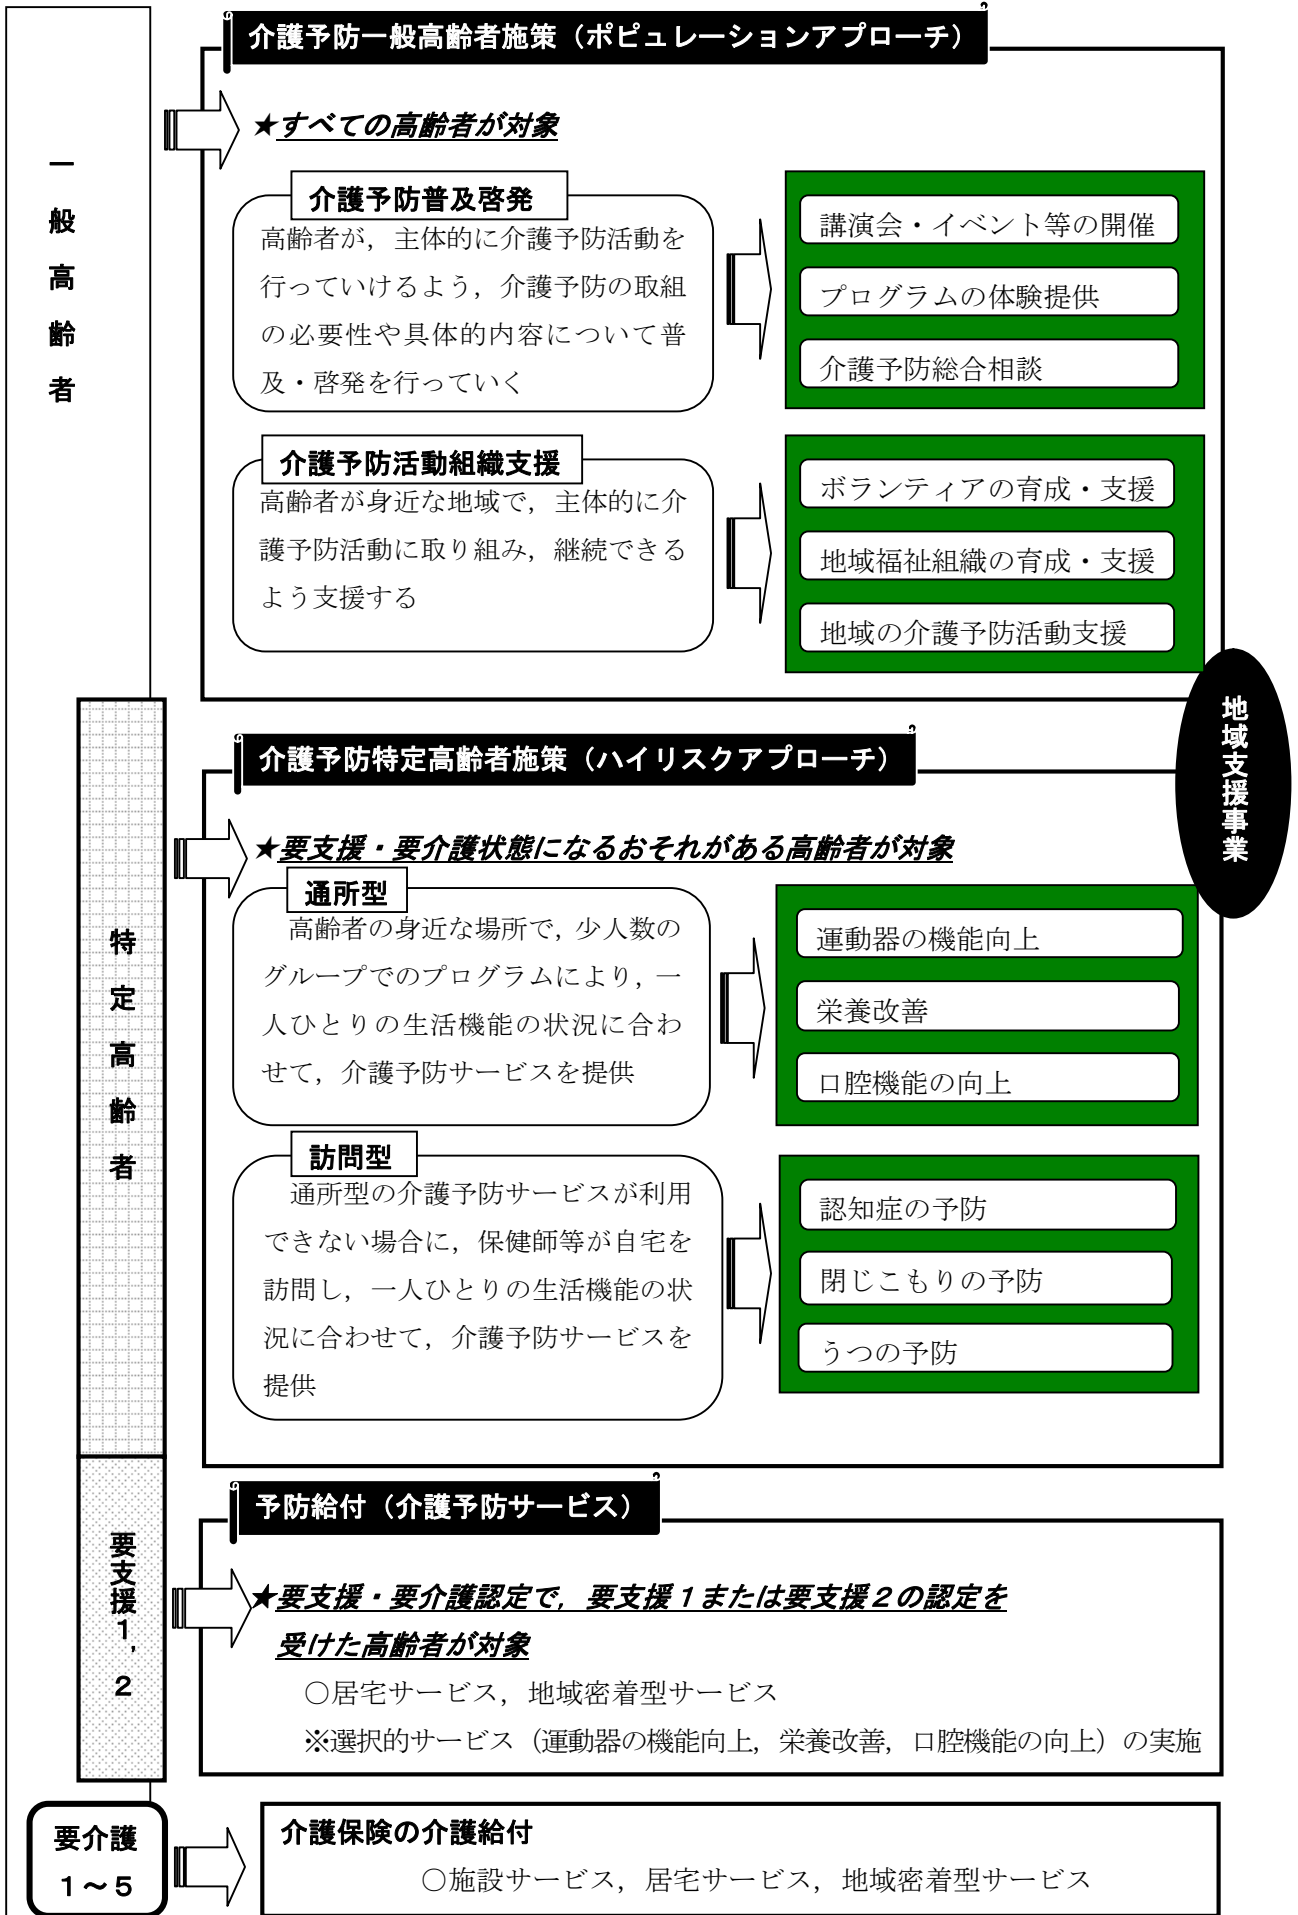 一般高齢者
介護予防一般高齢者施策（ポピュレーションアプローチ）
★すべての高齢者が対象
介護予防普及啓発
高齢者が，主体的に介護予防活動を
行っていけるよう，介護予防の取組
の必要性や具体的内容について普
及・啓発を行っていく
講演会・イベント等の開催
プログラムの体験提供
介護予防総合相談
介護予防活動組織支援
高齢者が身近な地域で，主体的に介
護予防活動に取り組み，継続できる
よう支援する
ボランティアの育成・支援
地域福祉組織の育成・支援
地域の介護予防活動支援
地域支援事業
特定高齢者
介護予防特定高齢者施策（ハイリスクアプローチ）
★要支援・要介護状態になるおそれがある高齢者が対象
通所型
高齢者の身近な場所で，少人数の
グループでのプログラムにより，一
人ひとりの生活機能の状況に合わ
せて，介護予防サービスを提供
運動器の機能向上
栄養改善
口腔機能の向上
訪問型
通所型の介護予防サービスが利用
できない場合に，保健師等が自宅を
訪問し，一人ひとりの生活機能の状
況に合わせて，介護予防サービスを
提供
認知症の予防
閉じこもりの予防
うつの予防
要支援１，２
予防給付（介護予防サービス）
★要支援・要介護認定で，要支援１または要支援２の認定を
受けた高齢者が対象
○居宅サービス，地域密着型サービス
※選択的サービス（運動器の機能向上，栄養改善，口腔機能の向上）の実施
要介護
１～５
介護保険の介護給付
○施設サービス，居宅サービス，地域密着型サービス